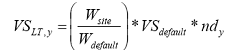 VS_{LT,y} = (W_{site} / W_{default}) * VS_{default} * nd_y